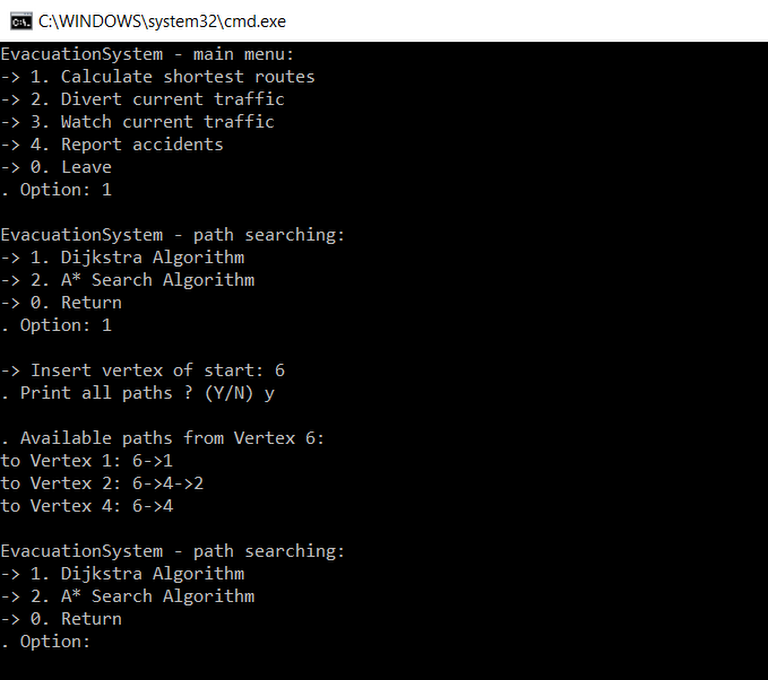 C:\WINDOWS\system32\cmd.exe
EvacuationSystem - main menu:
-> 1. Calculate shortest routes
-> 2. Divert current traffic
-> 3. Watch current traffic
-> 4. Report accidents
-> 0. Leave
. Option: 1
EvacuationSystem - path searching:
-> 1. Dijkstra Algorithm
-> 2. A* Search Algorithm
-> 0. Return
. Option: 1
-> Insert vertex of start: 6
. Print all paths ? (Y/N) y
. Available paths from Vertex 6:
to Vertex 1: 6->1
to Vertex 2: 6->4->2
to Vertex 4: 6->4
EvacuationSystem - path searching:
-> 1. Dijkstra Algorithm
-> 2. A* Search Algorithm
-> 0. Return
. Option: